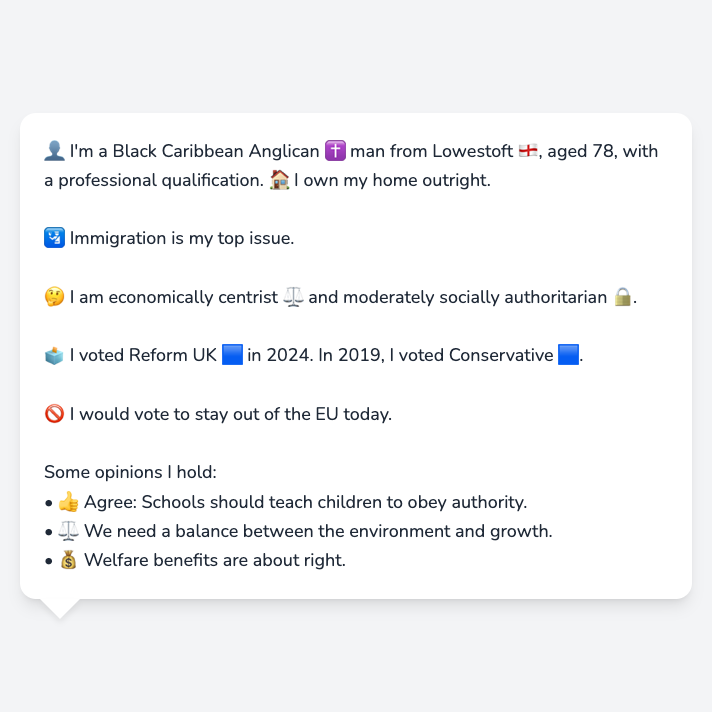 👤 I'm a Black Caribbean Anglican ✝️ man from Lowestoft 🏴󠁧󠁢󠁥󠁮󠁧󠁿, aged 78, with
a professional qualification. 🏠 I own my home outright.
🛂 Immigration is my top issue.
🤔 I am economically centrist ⚖️ and moderately socially authoritarian 🔒.
🗳️ I voted Reform UK 🟦 in 2024. In 2019, I voted Conservative 🟦.
🚫 I would vote to stay out of the EU today.
Some opinions I hold:
• 👍 Agree: Schools should teach children to obey authority.
• ⚖️ We need a balance between the environment and growth.
• 💰 Welfare benefits are about right.